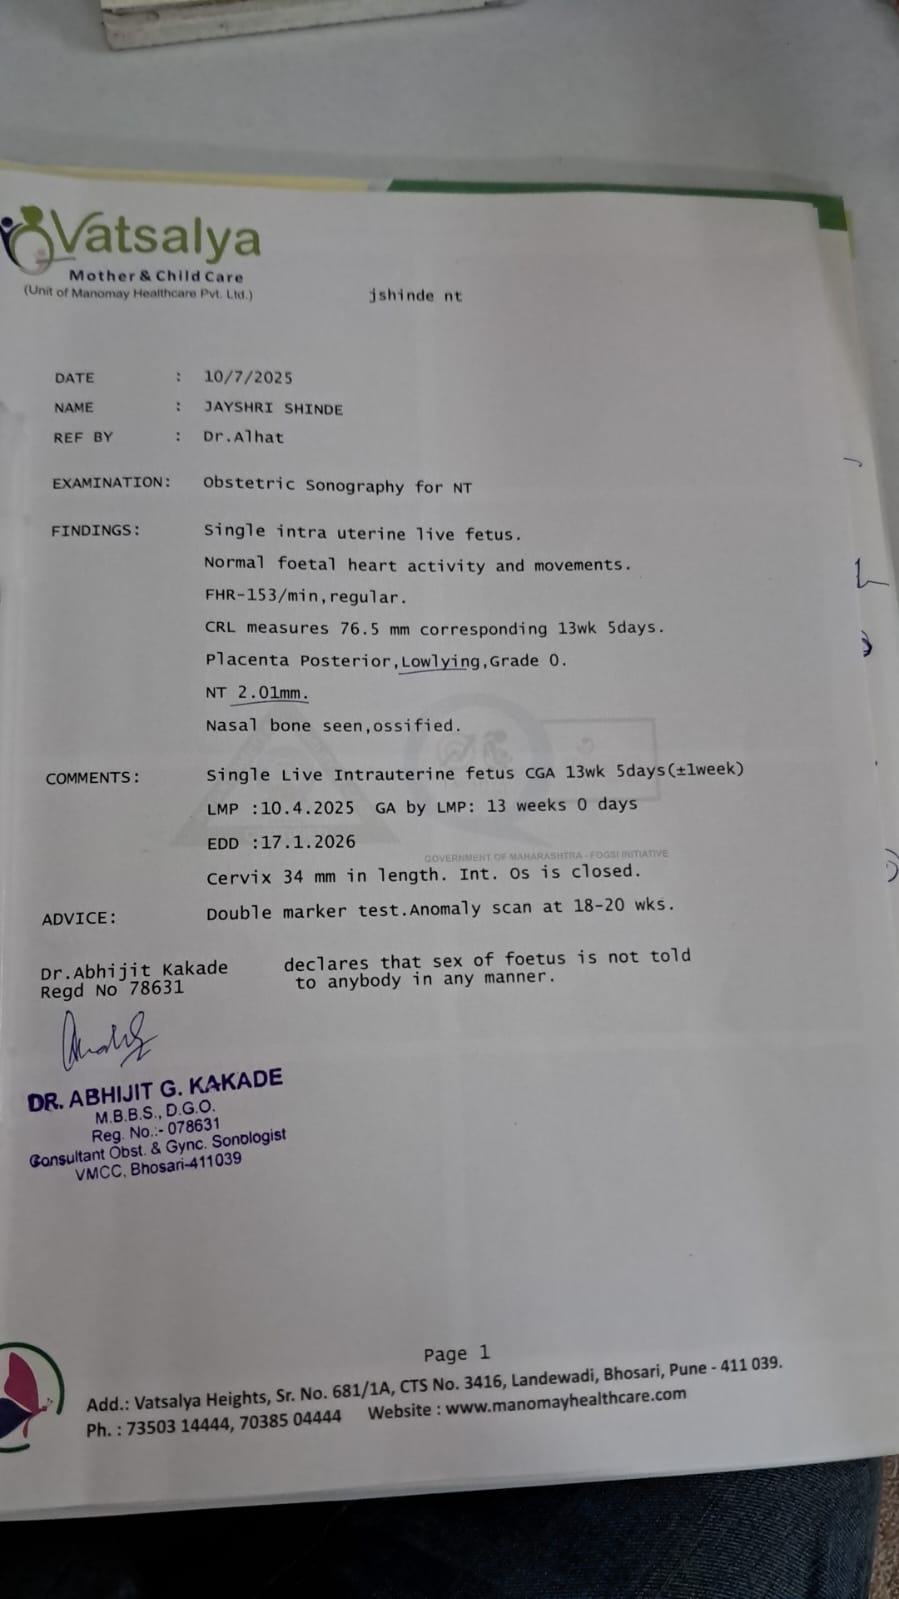 Vatsalya
Mother & Child Care
(Unit of Manomay Healthcare Pvt. Ltd.)
jshinde nt
DATE : 10/7/2025
NAME : JAYSHRI SHINDE
REF BY : Dr.Alhat
EXAMINATION: Obstetric Sonography for NT
FINDINGS: Single intra uterine live fetus.
Normal foetal heart activity and movements.
FHR-153/min,regular.
CRL measures 76.5 mm corresponding 13wk 5days.
Placenta Posterior,Lowlying,Grade 0.
NT 2.01mm.
Nasal bone seen,ossified.
COMMENTS: Single Live Intrauterine fetus CGA 13wk 5days(±1week)
LMP :10.4.2025 GA by LMP: 13 weeks 0 days
EDD :17.1.2026
GOVERNMENT OF MAHARASHTRA - FOGSI INITIATIVE
Cervix 34 mm in length. Int. Os is closed.
ADVICE: Double marker test.Anomaly scan at 18-20 wks.
Dr.Abhijit Kakade declares that sex of foetus is not told
Regd No 78631 to anybody in any manner.
DR. ABHIJIT G. KAKADE
M.B.B.S., D.G.O.
Reg. No.:- 078631
Consultant Obst. & Gync. Sonologist
VMCC, Bhosari-411039
Page 1
Add.: Vatsalya Heights, Sr. No. 681/1A, CTS No. 3416, Landewadi, Bhosari, Pune - 411 039.
Ph. : 73503 14444, 70385 04444 Website : www.manomayhealthcare.com